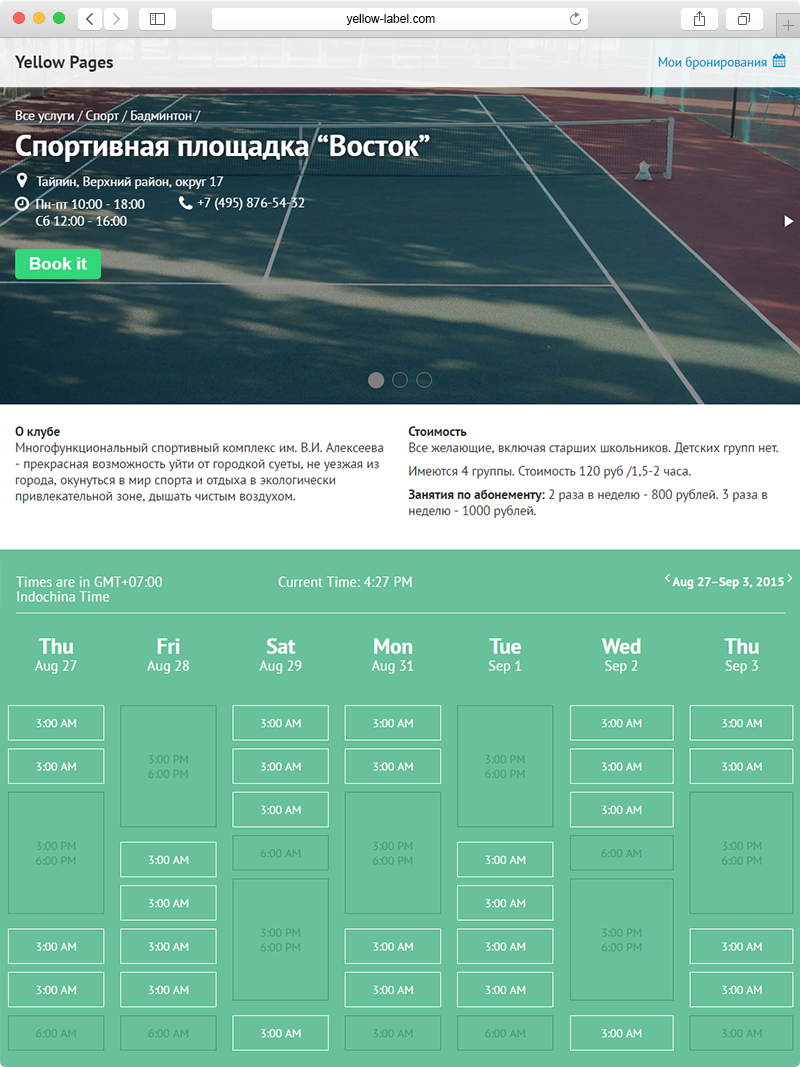 yellow-label.com
Yellow Pages
Мои бронирования
Все услуги / Спорт / Бадминтон /
Спортивная площадка “Восток”
Тайпин, Верхний район, округ 17
Пн-пт 10:00 - 18:00
+7 (495) 876-54-32
Сб 12:00 - 16:00
Book it
О клубе
Многофункциональный спортивный комплекс им. В.И. Алексеева
- прекрасная возможность уйти от городкой суеты, не уезжая из
города, окунуться в мир спорта и отдыха в экологически
привлекательной зоне, дышать чистым воздухом.
Стоимость
Все желающие, включая старших школьников. Детских групп нет.
Имеются 4 группы. Стоимость 120 руб /1,5-2 часа.
Занятия по абонементу: 2 раза в неделю - 800 рублей. 3 раза в
неделю - 1000 рублей.
Times are in GMT+07:00
Indochina Time
Current Time: 4:27 PM
Aug 27–Sep 3, 2015
Thu
Aug 27
3:00 AM
3:00 AM
3:00 PM
6:00 PM
3:00 AM
3:00 AM
6:00 AM
Fri
Aug 28
3:00 PM
6:00 PM
3:00 AM
3:00 AM
3:00 AM
3:00 AM
6:00 AM
Sat
Aug 29
3:00 AM
3:00 AM
3:00 AM
6:00 AM
3:00 PM
6:00 PM
3:00 AM
Mon
Aug 31
3:00 AM
3:00 AM
3:00 PM
6:00 PM
3:00 AM
3:00 AM
6:00 AM
Tue
Sep 1
3:00 PM
6:00 PM
3:00 AM
3:00 AM
3:00 AM
3:00 AM
6:00 AM
Wed
Sep 2
3:00 AM
3:00 AM
3:00 AM
6:00 AM
3:00 PM
6:00 PM
3:00 AM
Thu
Sep 3
3:00 AM
3:00 AM
3:00 PM
6:00 PM
3:00 AM
3:00 AM
6:00 AM